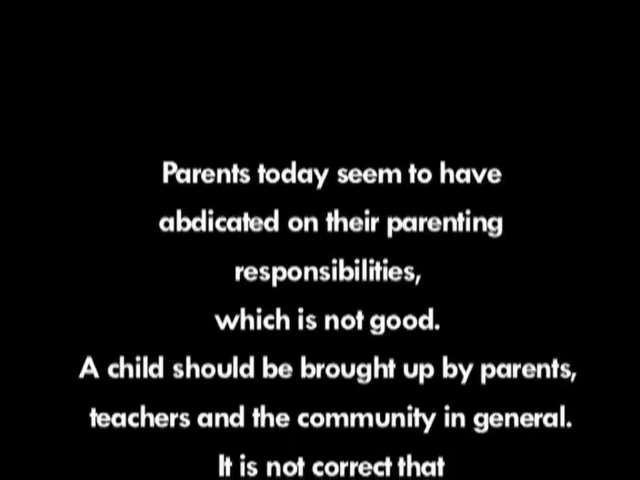 Parents today seem to have
abdicated on their parenting
responsibilities,
which is not good.
A child should be brought up by parents,
teachers and the community in general.
It is not correct that